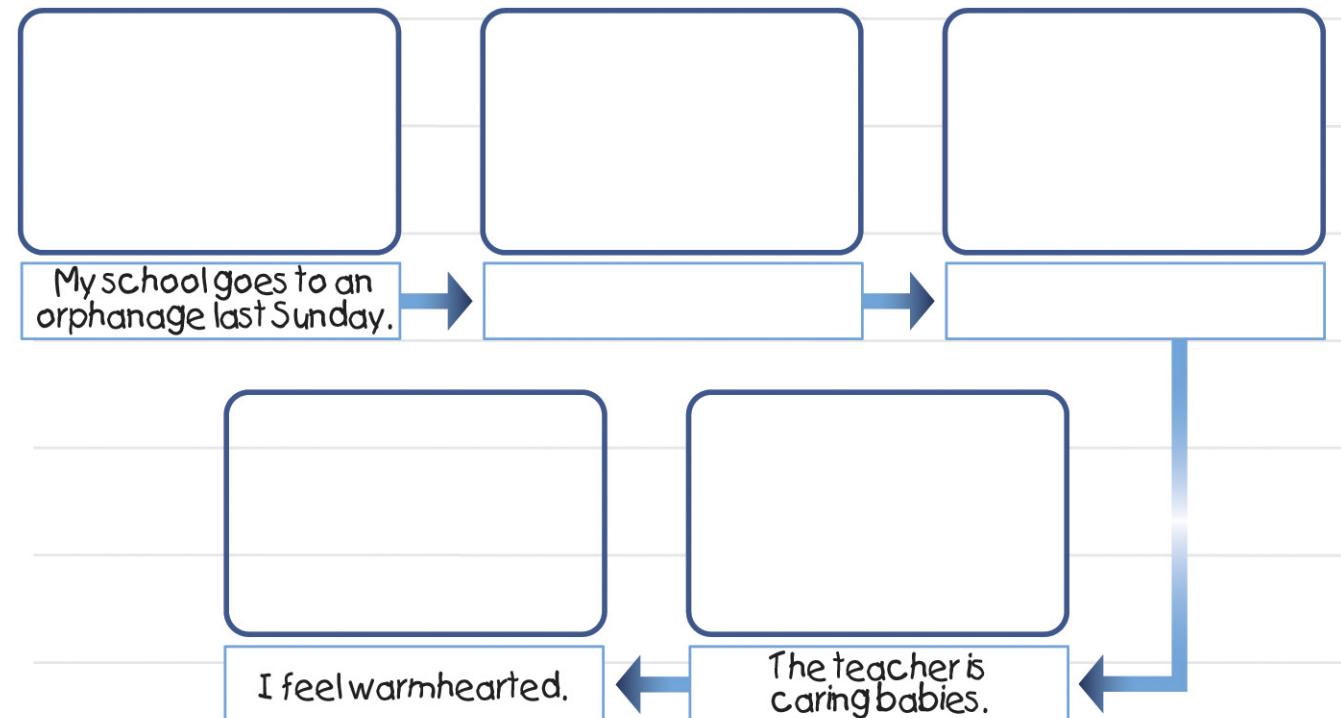 My school goes to an
orphanage last Sunday.
The teacher is
caring babies.
I feel warmhearted.